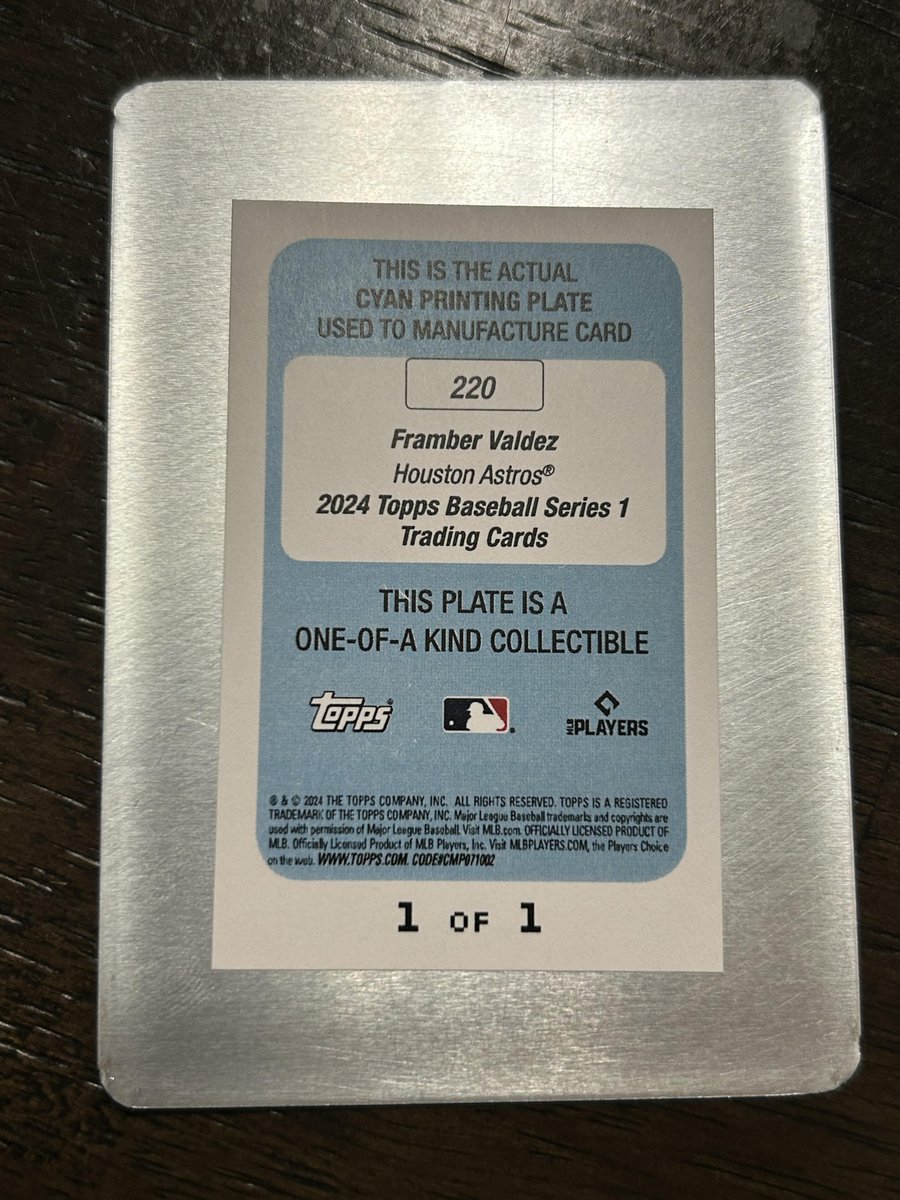 THIS IS THE ACTUAL
CYAN PRINTING PLATE
USED TO MANUFACTURE CARD
220
Framber Valdez
Houston Astros®
2024 Topps Baseball Series 1
Trading Cards
THIS PLATE IS A
ONE-OF-A KIND COLLECTIBLE
TOPPS®
MLB PLAYERS
® & © 2024 THE TOPPS COMPANY, INC. ALL RIGHTS RESERVED. TOPPS IS A REGISTERED
TRADEMARK OF THE TOPPS COMPANY, INC. Major League Baseball trademarks and copyrights are
used with permission of Major League Baseball. Visit MLB.com. OFFICIALLY LICENSED PRODUCT OF
MLB. Officially Licensed Product of MLB Players, Inc. Visit MLBPLAYERS.COM, the Players Choice
on the web. WWW.TOPPS.COM. CODE#CMP071002
1 OF 1